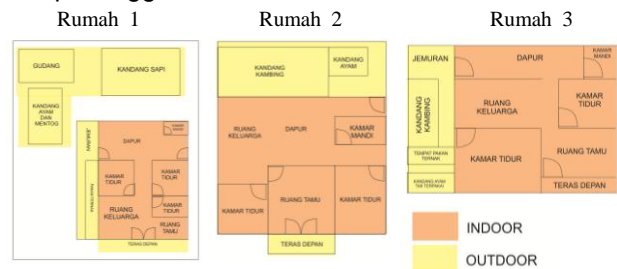 Rumah 1
Rumah 2
Rumah 3
GUDANG
KANDANG SAPI
KANDANG
AYAM
DAN
MENTOG
JEMURAN
DAPUR
KAMAR
MANDI
KAMAR
TIDUR
KAMAR
TIDUR
RUANG
KELUARGA
KAMAR
TIDUR
RUANG
TAMU
TERAS DEPAN
KANDANG
KAMBING
KANDANG
AYAM
RUANG
KELUARGA
DAPUR
KAMAR
MANDI
KAMAR TIDUR
RUANG TAMU
KAMAR TIDUR
TERAS DEPAN
JEMURAN
DAPUR
KAMAR
MANDI
KANDANG
KAMBING
RUANG
KELUARGA
KAMAR
TIDUR
TEMPAT PAKAN
TERNAK
KAMAR TIDUR
RUANG TAMU
KANDANG AYAM
TERAS DEPAN
INDOOR
OUTDOOR